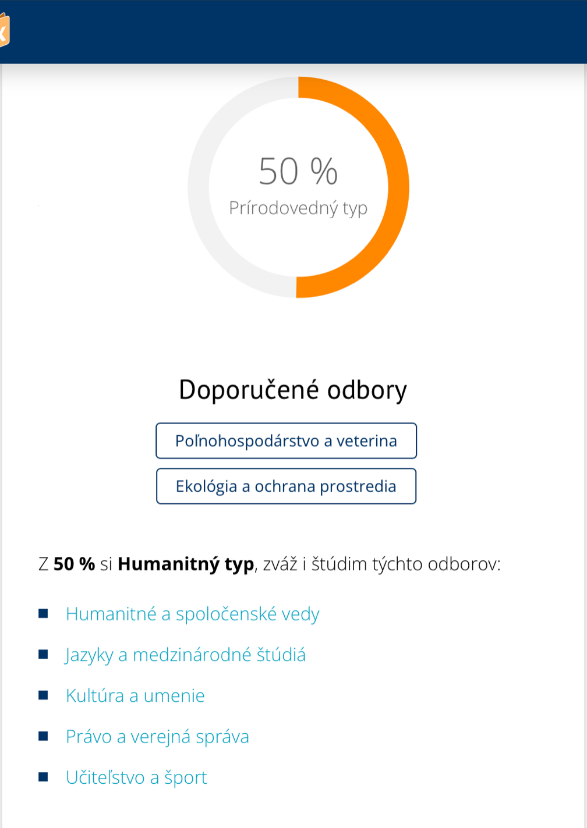 50 %
Prírodovedný typ
Doporučené odbory
Poľnohospodárstvo a veterina
Ekológia a ochrana prostredia
Z 50 % si Humanitný typ, zváž i štúdim týchto odborov:
Humanitné a spoločenské vedy
Jazyky a medzinárodné štúdiá
Kultúra a umenie
Právo a verejná správa
Učiteľstvo a šport